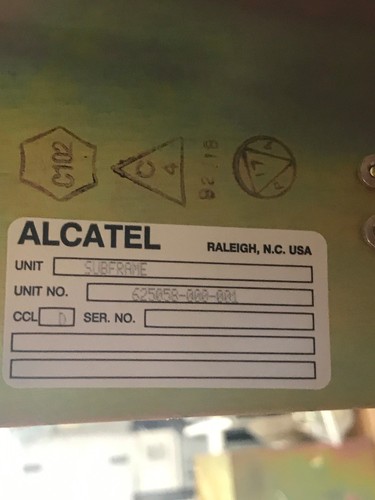 C102
C
4
92.18
ALCATEL
RALEIGH, N.C. USA
UNIT SUBFRAME
UNIT NO. 625058-000-001
CCL D SER. NO.